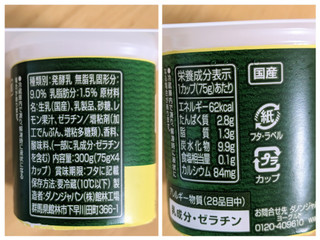 種類別:発酵乳 無脂乳固形分:
9.0% 乳脂肪分:1.5% 原材料
名:生乳(国産)、乳製品、砂糖、レ
モン果汁、ゼラチン/増粘剤(加
工でんぷん、増粘多糖類)、香料、
酸味料、(一部に乳成分・ゼラチン
を含む) 内容量:300g(75g×4
カップ) 賞味期限:フタに記載
保存方法:要冷蔵(10℃以下) 製
造者:ダノンジャパン(株)館林工場
群馬県館林市下早川田町366-1
栄養成分表示
1カップ(75g)あたり
エネルギー 62kcal
たんぱく質 2.8g
脂質 1.3g
炭水化物 9.9g
食塩相当量 0.1g
カルシウム 84mg
国産
紙
フタ・ラベル
プラ
カップ
アレルギー物質(28品目中)
乳成分・ゼラチン
お問合せ先 ダノンジャパン
0120-409610